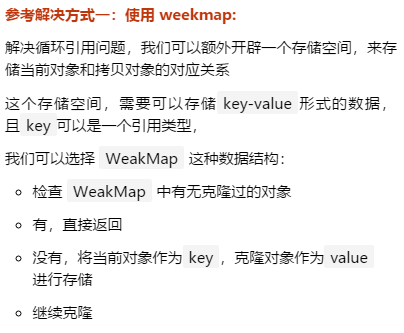 参考解决方式一：使用 weekmap:
解决循环引用问题，我们可以额外开辟一个存储空间，来存
储当前对象和拷贝对象的对应关系
这个存储空间，需要可以存储 key-value 形式的数据，
且 key 可以是一个引用类型，
我们可以选择 WeakMap 这种数据结构：
检查 WeakMap 中有无克隆过的对象
有，直接返回
没有，将当前对象作为 key ，克隆对象作为 value
进行存储
继续克隆